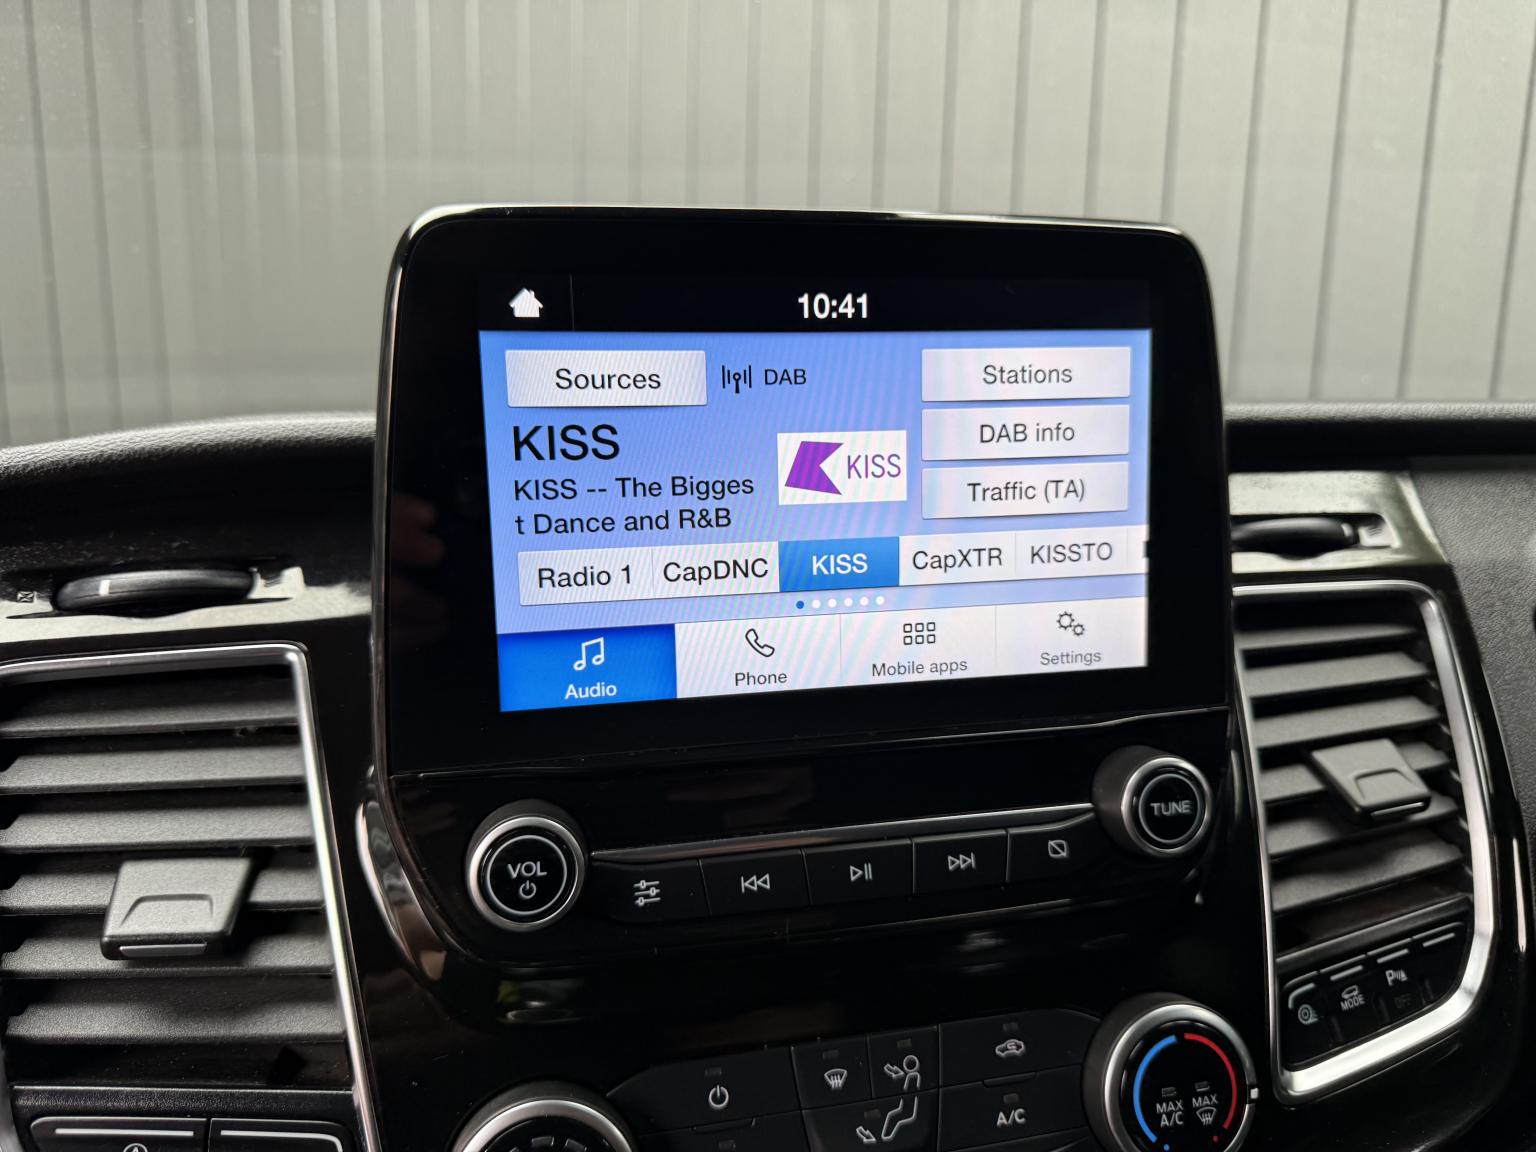 10:41
Sources DAB
Stations
KISS
KISS
DAB info
KISS -- The Bigges
t Dance and R&B
Traffic (TA)
Radio 1 CapDNC KISS CapXTR KISSTO
Audio Phone Mobile apps Settings
VOL
TUNE
MODE
P
OFF
A/C
MAX
A/C
MAX